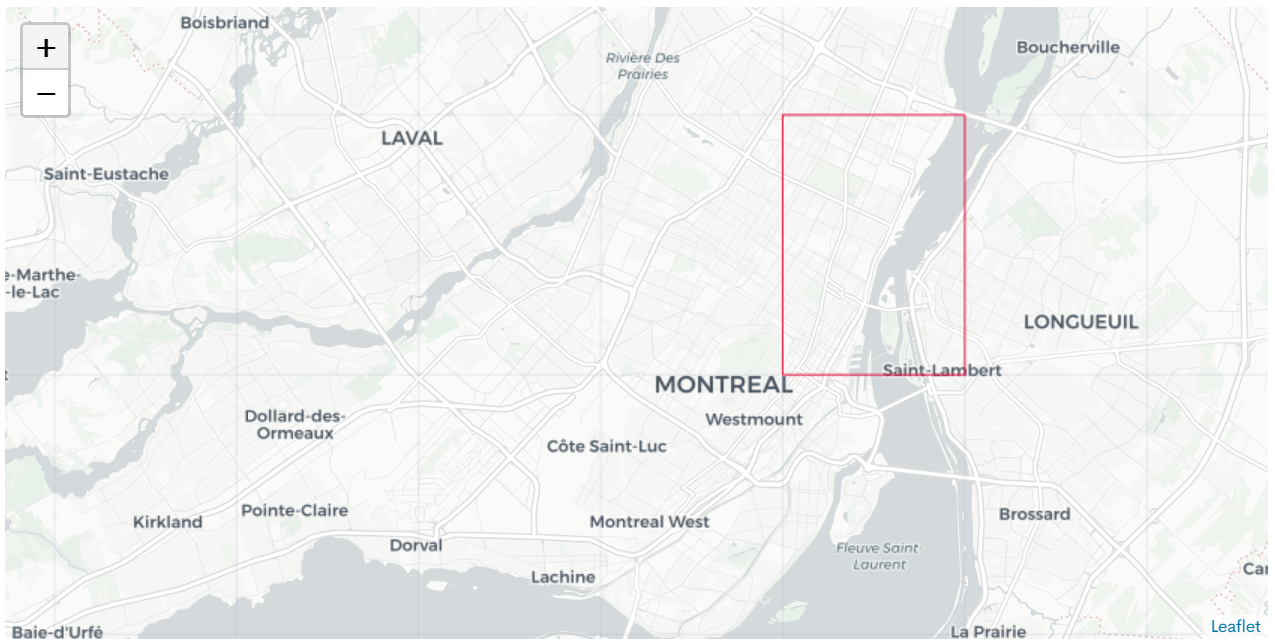 Boisbriand
Boucherville
+
Rivière Des
Prairies
−
LAVAL
Saint-Eustache
e-Marthe-
-le-Lac
LONGUEUIL
t
Saint-Lambert
MONTREAL
Dollard-des-
Ormeaux
Westmount
Côte Saint-Luc
Pointe-Claire
Kirkland
Montreal West
Brossard
Dorval
Fleuve Saint-
Laurent
Lachine
Car
Leaflet
Baie-d'Urfé
La Prairie